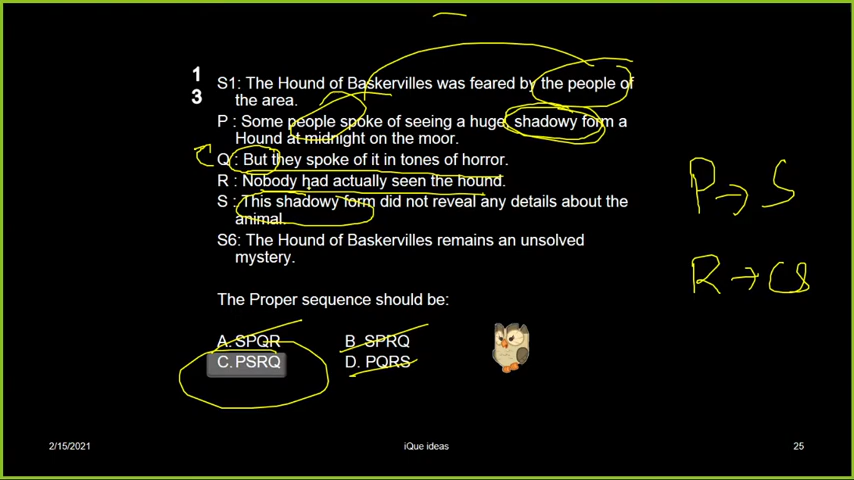 1
3
S1: The Hound of Baskervilles was feared by the people of
the area.
P : Some people spoke of seeing a huge, shadowy form a
Hound at midnight on the moor.
Q : But they spoke of it in tones of horror.
R : Nobody had actually seen the hound.
S : This shadowy form did not reveal any details about the
animal.
S6: The Hound of Baskervilles remains an unsolved
mystery.
P → S
R → Q
The Proper sequence should be:
A. SPQR B. SPRQ
C. PSRQ D. PQRS
2/15/2021 iQue ideas 25